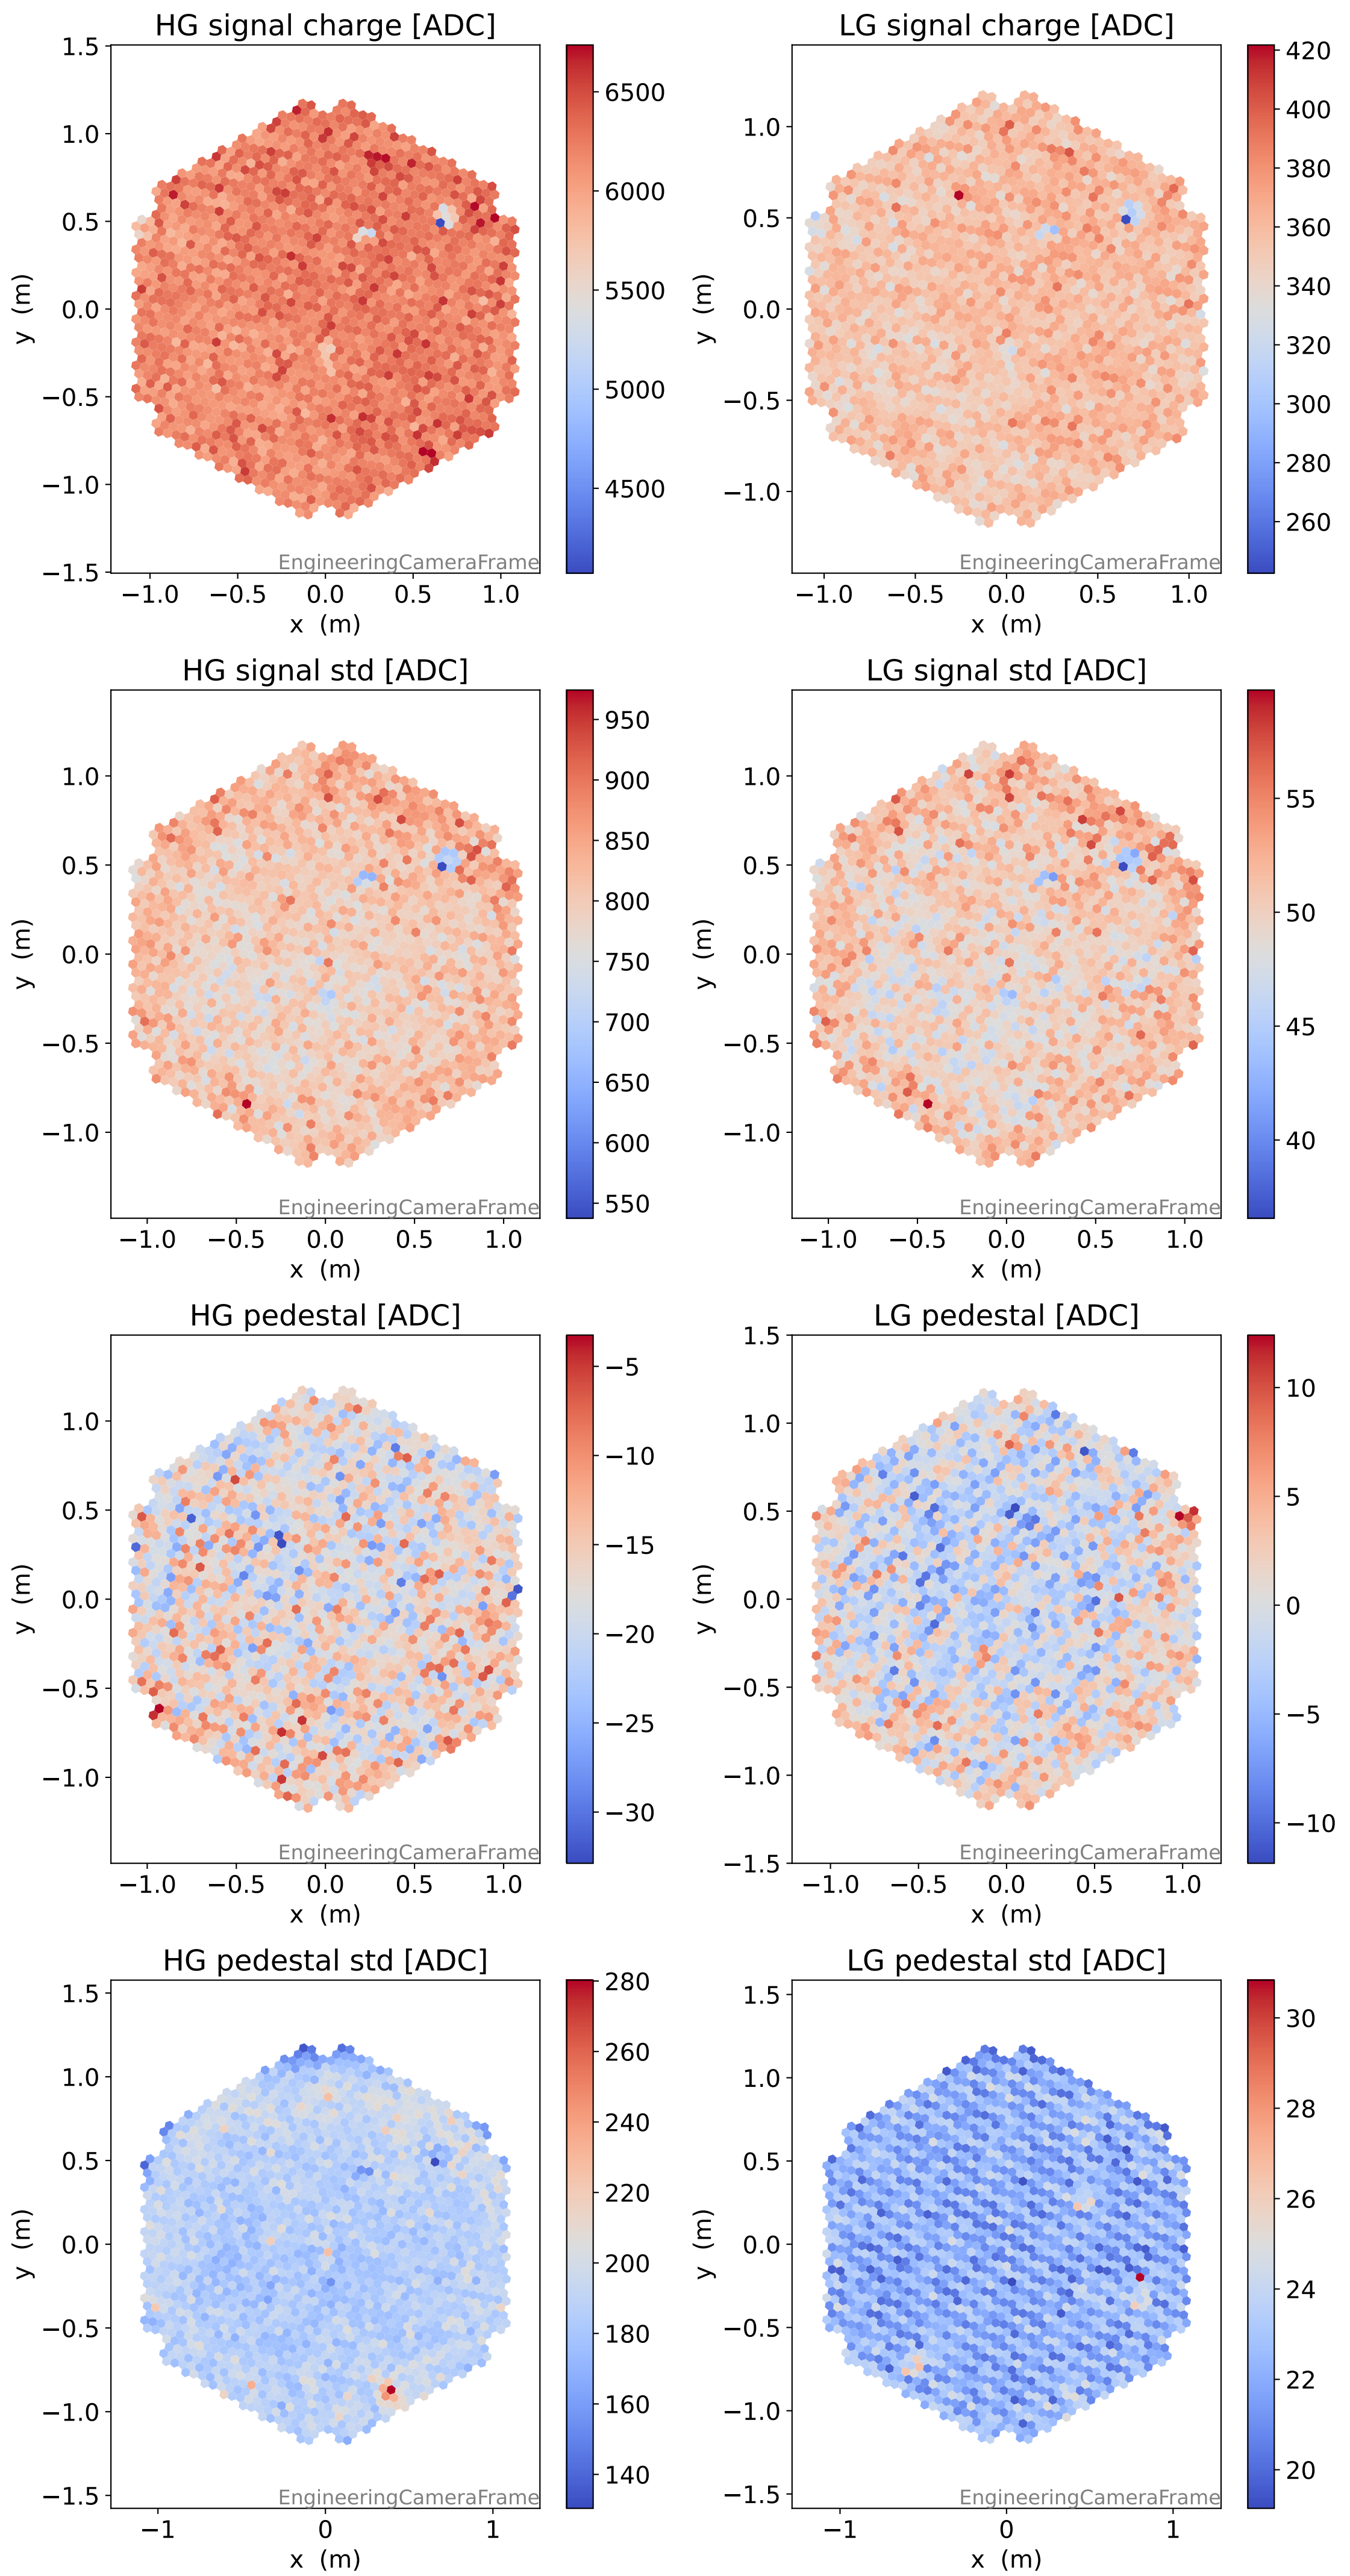 HG signal charge [ADC]
1.5
1.0
0.5
0.0
−0.5
−1.0
−1.5
y (m)
−1.0 −0.5 0.0 0.5 1.0
x (m)
EngineeringCameraFrame
6500
6000
5500
5000
4500
LG signal charge [ADC]
1.0
0.5
0.0
−0.5
−1.0
y (m)
−1.0 −0.5 0.0 0.5 1.0
x (m)
EngineeringCameraFrame
420
400
380
360
340
320
300
280
260
HG signal std [ADC]
1.0
0.5
0.0
−0.5
−1.0
y (m)
−1.0 −0.5 0.0 0.5 1.0
x (m)
EngineeringCameraFrame
950
900
850
800
750
700
650
600
550
LG signal std [ADC]
1.0
0.5
0.0
−0.5
−1.0
y (m)
−1.0 −0.5 0.0 0.5 1.0
x (m)
EngineeringCameraFrame
55
50
45
40
HG pedestal [ADC]
1.0
0.5
0.0
−0.5
−1.0
y (m)
−1.0 −0.5 0.0 0.5 1.0
x (m)
EngineeringCameraFrame
−5
−10
−15
−20
−25
−30
LG pedestal [ADC]
1.5
1.0
0.5
0.0
−0.5
−1.0
−1.5
y (m)
−1.0 −0.5 0.0 0.5 1.0
x (m)
EngineeringCameraFrame
10
5
0
−5
−10
HG pedestal std [ADC]
1.5
1.0
0.5
0.0
−0.5
−1.0
−1.5
y (m)
−1 0 1
x (m)
EngineeringCameraFrame
280
260
240
220
200
180
160
140
LG pedestal std [ADC]
1.5
1.0
0.5
0.0
−0.5
−1.0
−1.5
y (m)
−1 0 1
x (m)
EngineeringCameraFrame
30
28
26
24
22
20